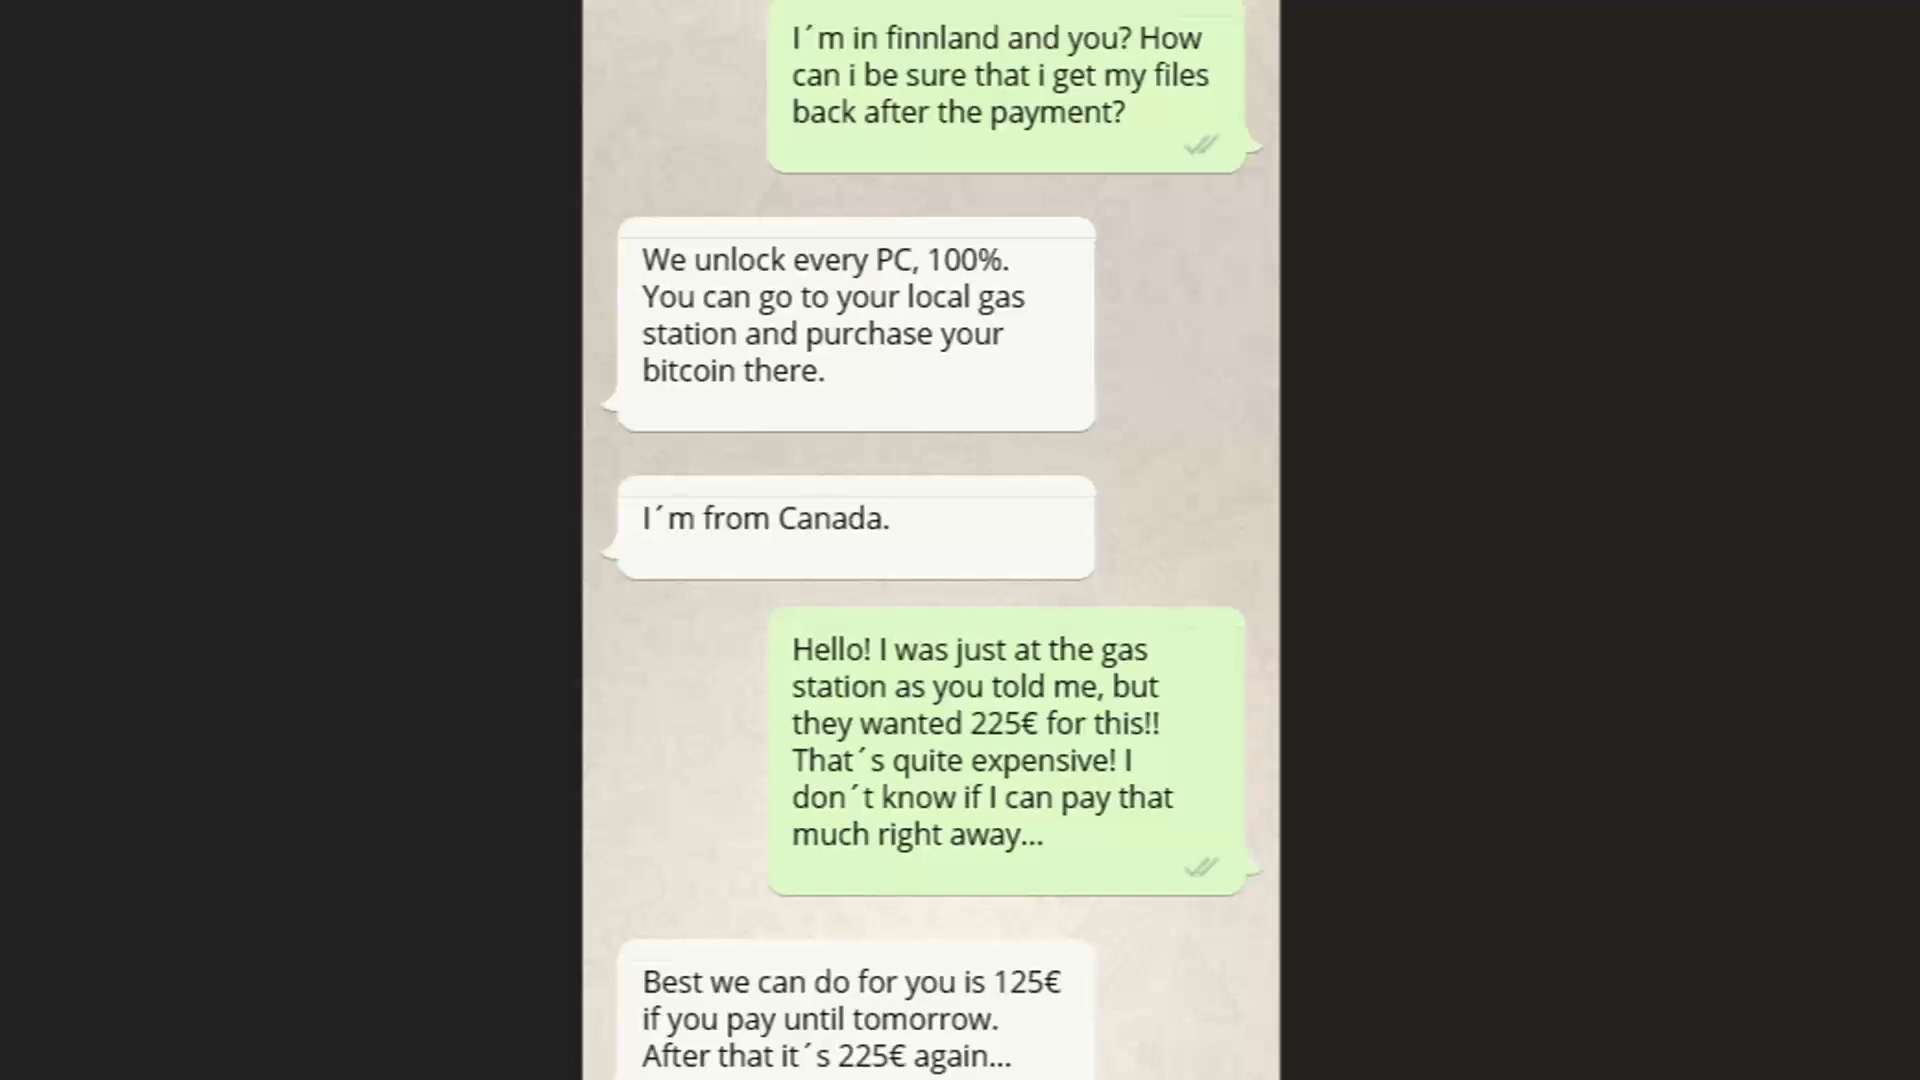 I´m in finnland and you? How
can i be sure that i get my files
back after the payment?
We unlock every PC, 100%.
You can go to your local gas
station and purchase your
bitcoin there.
I´m from Canada.
Hello! I was just at the gas
station as you told me, but
they wanted 225€ for this!!
That´s quite expensive! I
don´t know if I can pay that
much right away...
Best we can do for you is 125€
if you pay until tomorrow.
After that it´s 225€ again...